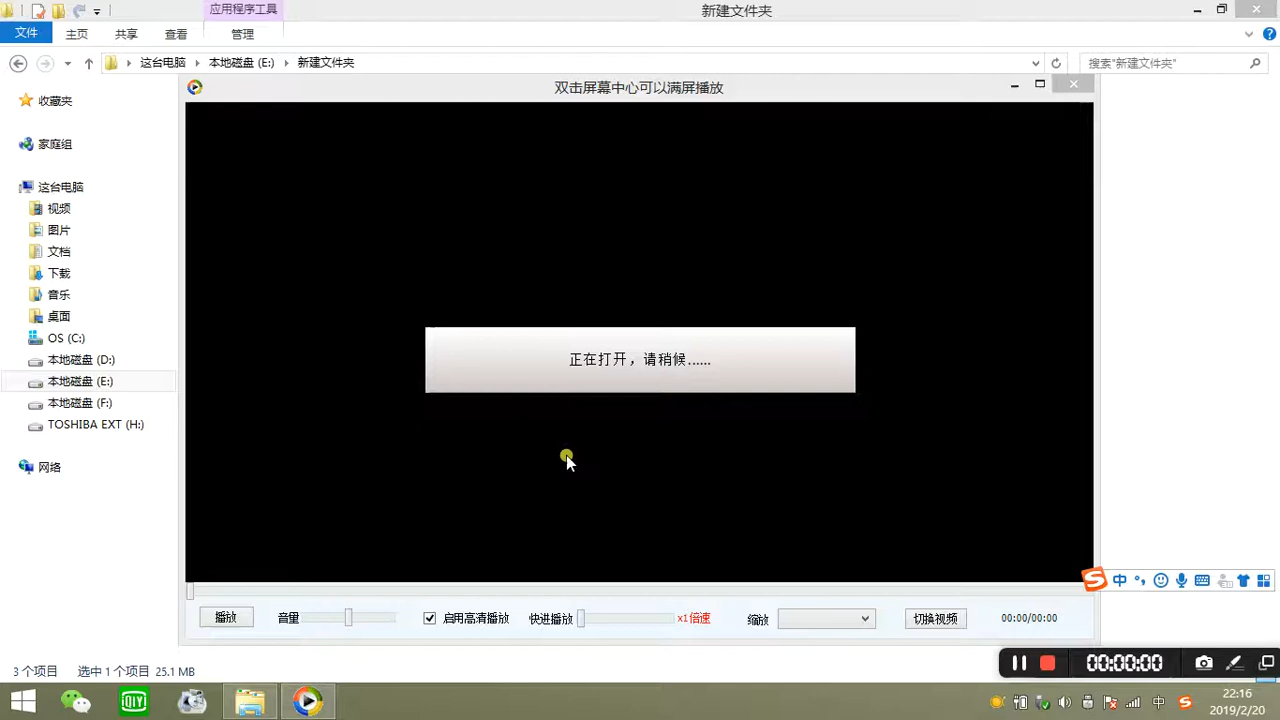 应用程序工具
新建文件夹
文件
主页
共享
查看
管理
这台电脑
本地磁盘 (E:)
新建文件夹
搜索"新建文件夹"
收藏夹
家庭组
这台电脑
视频
图片
文档
下载
音乐
桌面
OS (C:)
本地磁盘 (D:)
本地磁盘 (E:)
本地磁盘 (F:)
TOSHIBA EXT (H:)
网络
双击屏幕中心可以满屏播放
正在打开，请稍候......
播放
音量
启用高清播放
快进播放
x1倍速
缩放
切换视频
00:00/00:00
中
3 个项目
选中 1 个项目 25.1 MB
00:00:00
QIYI
中
22:16
2019/2/20